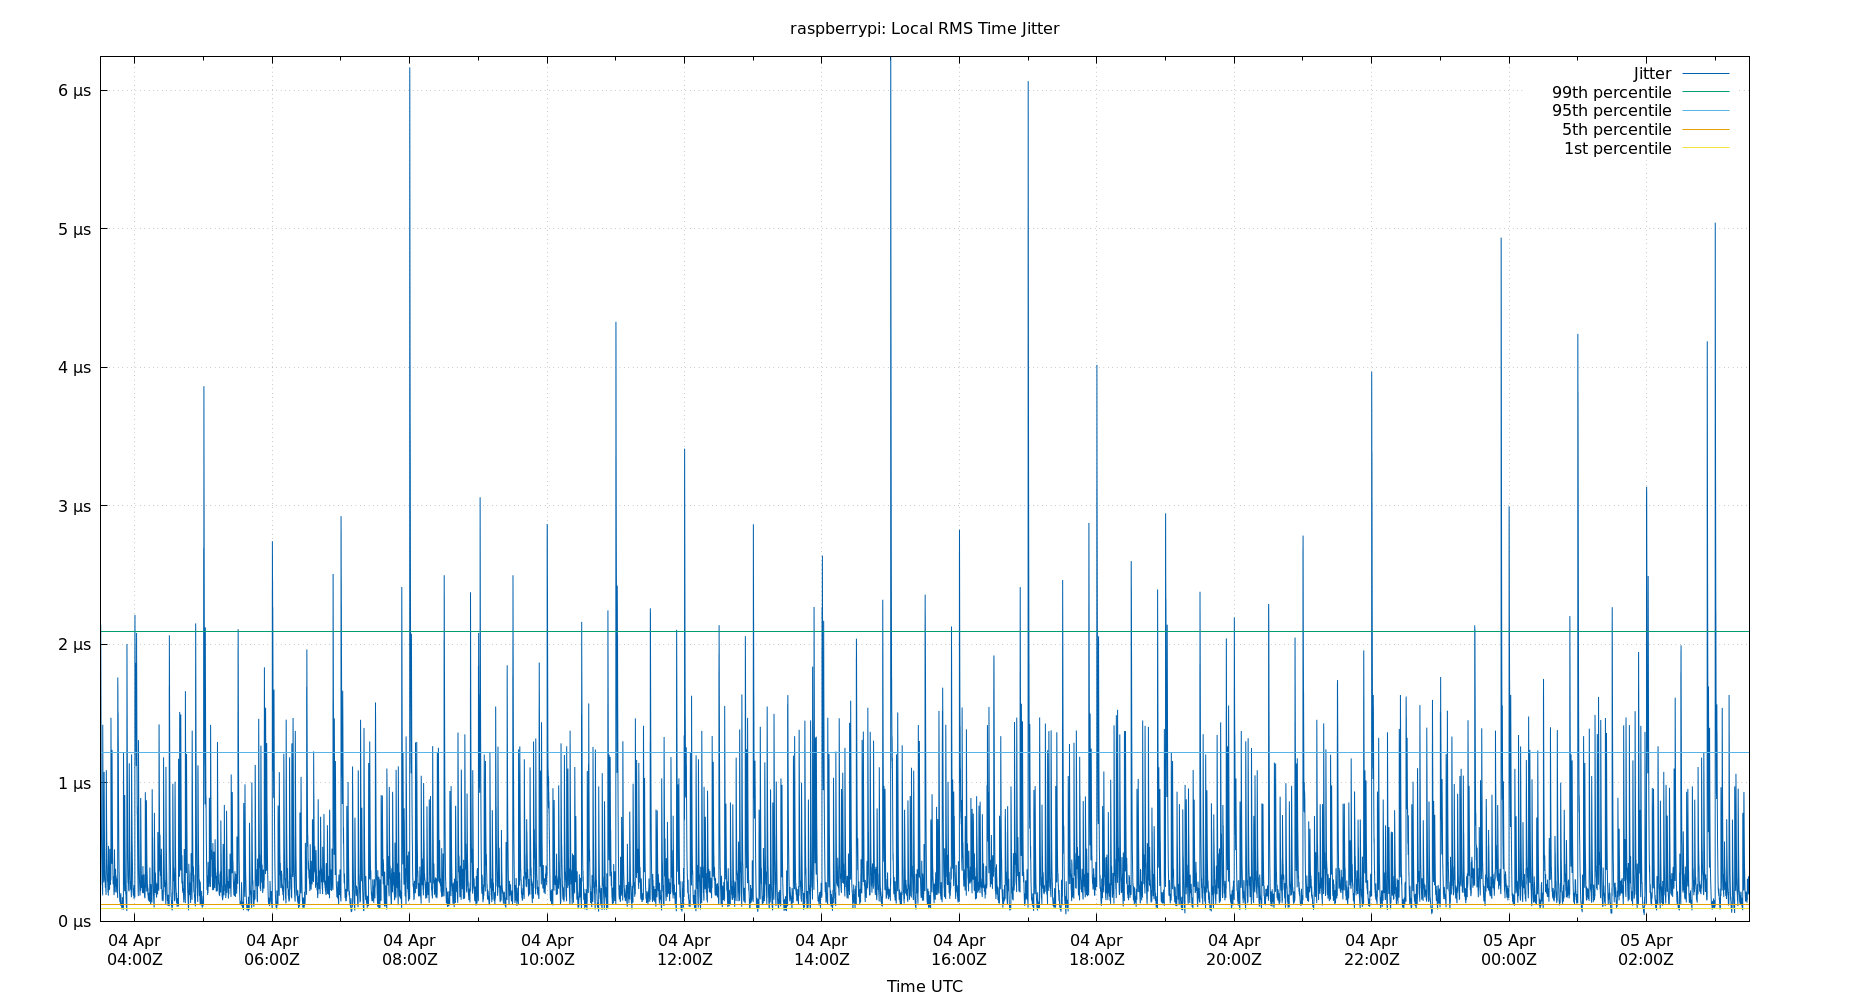 raspberrypi: Local RMS Time Jitter
Jitter
99th percentile
95th percentile
5th percentile
1st percentile
6 µs
5 µs
4 µs
3 µs
2 µs
1 µs
0 µs
04 Apr 04 Apr 04 Apr 04 Apr 04 Apr 04 Apr 04 Apr 04 Apr 04 Apr 04 Apr 05 Apr 05 Apr
04:00Z 06:00Z 08:00Z 10:00Z 12:00Z 14:00Z 16:00Z 18:00Z 20:00Z 22:00Z 00:00Z 02:00Z
Time UTC